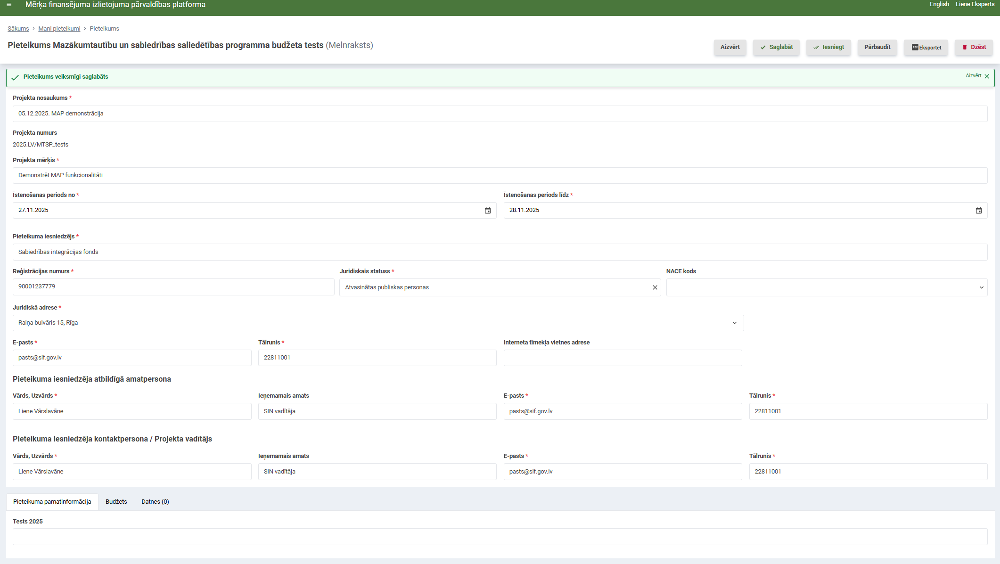 Mērķa finansējuma izlietojuma pārvaldības platforma
English Liene Eksperts
Sākums › Mani pieteikumi › Pieteikums
Pieteikums Mazākumtautību un sabiedrības saliedētības programma budžeta tests (Melnraksts)
Aizvērt Saglabāt Iesniegt Pārbaudīt PDF Eksportēt Dzēst
Pieteikums veiksmīgi saglabāts
Aizvērt
Projekta nosaukums *
05.12.2025. MAP demonstrācija
Projekta numurs
2025.LV/MTSP_tests
Projekta mērķis *
Demonstrēt MAP funkcionalitāti
Īstenošanas periods no * Īstenošanas periods līdz *
27.11.2025 28.11.2025
Pieteikuma iesniedzējs *
Sabiedrības integrācijas fonds
Reģistrācijas numurs * Juridiskais statuss * NACE kods
90001237779 Atvasinātas publiskas personas
Juridiskā adrese *
Raiņa bulvāris 15, Rīga
E-pasts * Tālrunis * Interneta tīmekļa vietnes adrese
pasts@sif.gov.lv 22811001
Pieteikuma iesniedzēja atbildīgā amatpersona
Vārds, Uzvārds * Ieņemamais amats E-pasts * Tālrunis *
Liene Vārslavāne SIN vadītāja pasts@sif.gov.lv 22811001
Pieteikuma iesniedzēja kontaktpersona / Projekta vadītājs
Vārds, Uzvārds * Ieņemamais amats E-pasts * Tālrunis *
Liene Vārslavāne SIN vadītāja pasts@sif.gov.lv 22811001
Pieteikuma pamatinformācija Budžets Datnes (0)
Tests 2025